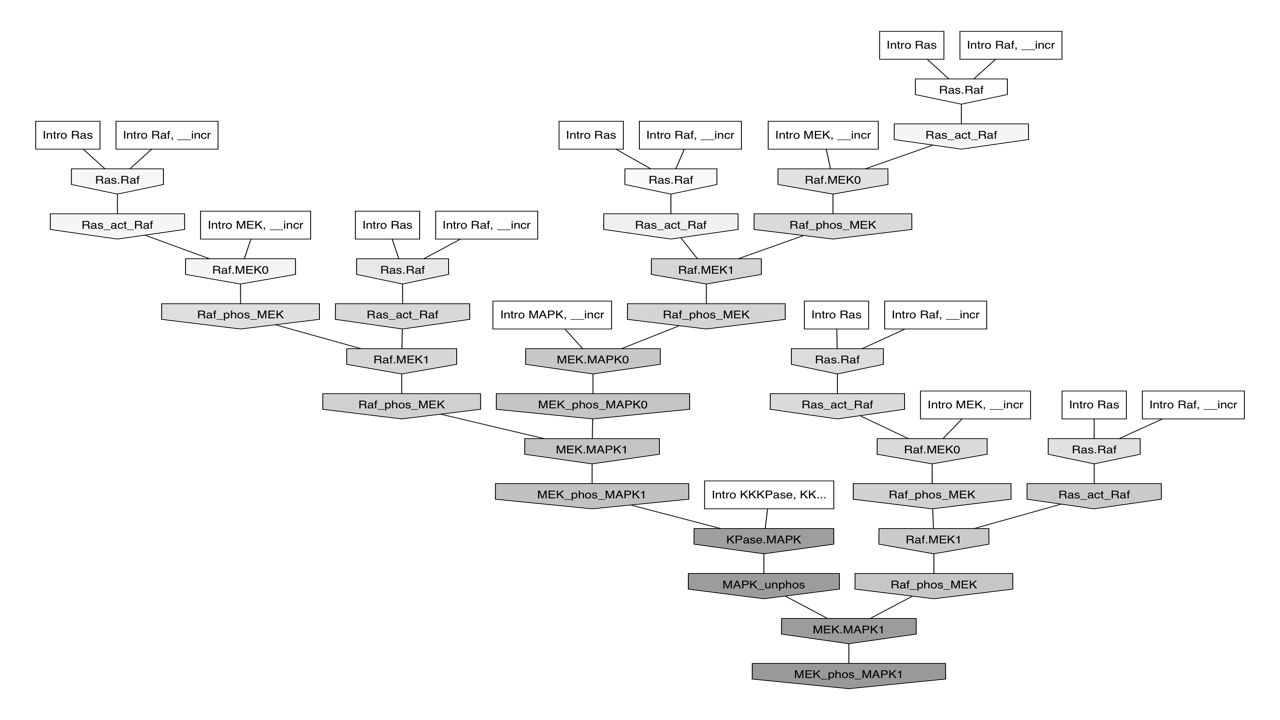 Intro Ras
Intro Raf, __incr
Ras.Raf
Intro Ras
Intro Raf, __incr
Intro Ras
Intro Raf, __incr
Intro MEK, __incr
Ras_act_Raf
Ras.Raf
Ras.Raf
Raf.MEK0
Ras_act_Raf
Intro MEK, __incr
Intro Ras
Intro Raf, __incr
Ras_act_Raf
Raf_phos_MEK
Raf.MEK0
Ras.Raf
Raf.MEK1
Raf_phos_MEK
Ras_act_Raf
Intro MAPK, __incr
Raf_phos_MEK
Intro Ras
Intro Raf, __incr
Raf.MEK1
MEK.MAPK0
Ras.Raf
Raf_phos_MEK
MEK_phos_MAPK0
Ras_act_Raf
Intro MEK, __incr
Intro Ras
Intro Raf, __incr
MEK.MAPK1
Raf.MEK0
Ras.Raf
MEK_phos_MAPK1
Intro KKKPase, KK...
Raf_phos_MEK
Ras_act_Raf
KPase.MAPK
Raf.MEK1
MAPK_unphos
Raf_phos_MEK
MEK.MAPK1
MEK_phos_MAPK1